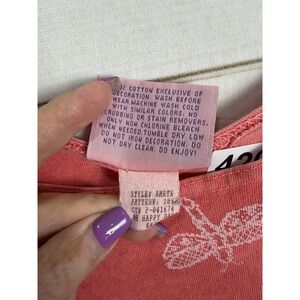 COTTON EXCLUSIVE OF
DECORATION. WASH BEFORE
WEAR MACHINE WASH COLD
WITH SIMILAR COLORS. NO
SCRUBBING OR STAIN REMOVERS.
ONLY NON CHLORINE BLEACH
WHEN NEEDED. TUMBLE DRY LOW.
DO NOT IRON DECORATION. DO
NOT DRY CLEAN. DO ENJOY!
STYLE#
PATTERN:
HAPPY